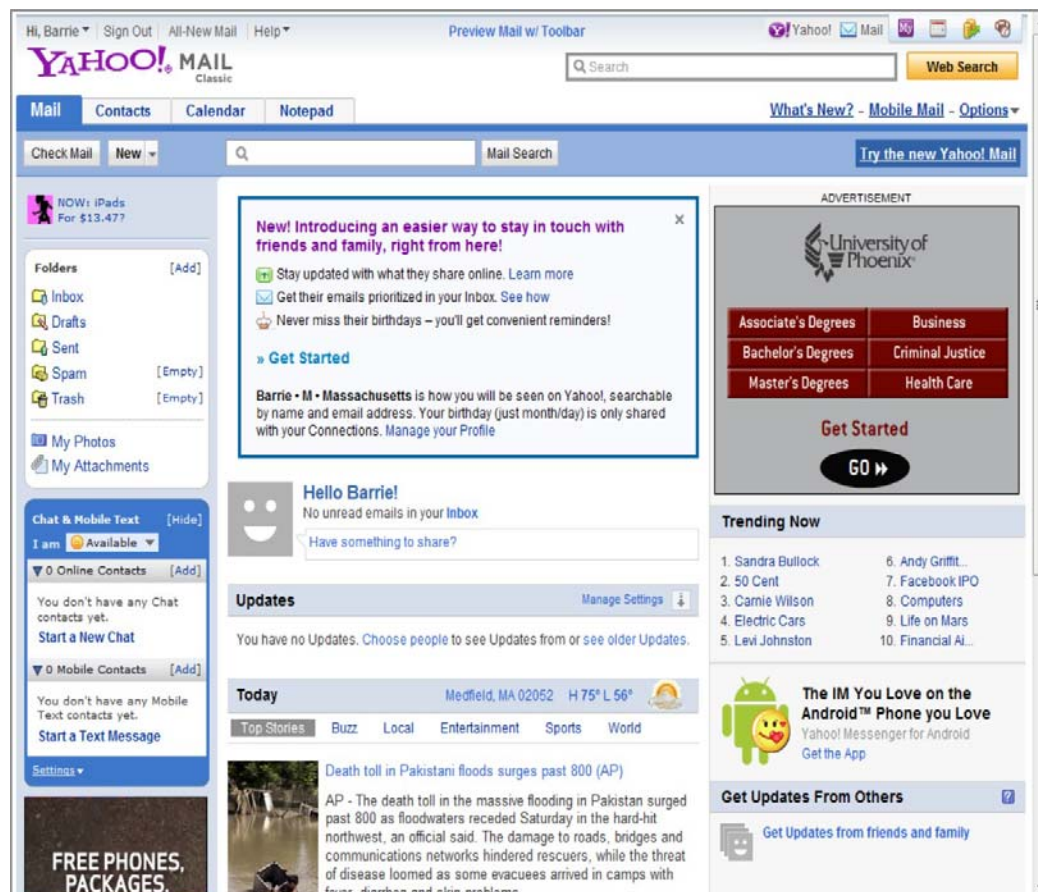 Hi, Barrie Sign Out All-New Mail Help
Preview Mail w/ Toolbar
Yahoo! Mail
YAHOO! MAIL
Classic
Search
Web Search
Mail Contacts Calendar Notepad
What's New? - Mobile Mail - Options
Check Mail New
Mail Search
Try the new Yahoo! Mail
NOW: iPads
For $13.47?
Folders [Add]
Inbox
Drafts
Sent
Spam [Empty]
Trash [Empty]
My Photos
My Attachments
Chat & Mobile Text [Hide]
I am Available
0 Online Contacts [Add]
You don't have any Chat
contacts yet.
Start a New Chat
0 Mobile Contacts [Add]
You don't have any Mobile
Text contacts yet.
Start a Text Message
Settings
FREE PHONES,
PACKAGES,
New! Introducing an easier way to stay in touch with
friends and family, right from here!
Stay updated with what they share online. Learn more
Get their emails prioritized in your Inbox. See how
Never miss their birthdays – you'll get convenient reminders!
» Get Started
Barrie • M • Massachusetts is how you will be seen on Yahoo!, searchable
by name and email address. Your birthday (just month/day) is only shared
with your Connections. Manage your Profile
Hello Barrie!
No unread emails in your Inbox
Have something to share?
Updates Manage Settings
You have no Updates. Choose people to see Updates from or see older Updates.
Today Medfield, MA 02052 H 75° L 56°
Top Stories Buzz Local Entertainment Sports World
Death toll in Pakistani floods surges past 800 (AP)
AP - The death toll in the massive flooding in Pakistan surged
past 800 as floodwaters receded Saturday in the hard-hit
northwest, an official said. The damage to roads, bridges and
communications networks hindered rescuers, while the threat
of disease loomed as some evacuees arrived in camps with
fever, diarrhea and skin problems
ADVERTISEMENT
University of
Phoenix
Associate's Degrees Business
Bachelor's Degrees Criminal Justice
Master's Degrees Health Care
Get Started
GO
Trending Now
1. Sandra Bullock
2. 50 Cent
3. Carnie Wilson
4. Electric Cars
5. Levi Johnston
6. Andy Griffit...
7. Facebook IPO
8. Computers
9. Life on Mars
10. Financial Ai...
The IM You Love on the
Android™ Phone you Love
Yahoo! Messenger for Android
Get the App
Get Updates From Others ?
Get Updates from friends and family